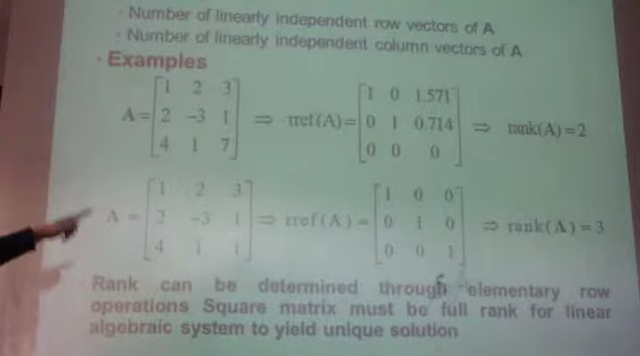 · Number of linearly independent row vectors of A
· Number of linearly independent column vectors of A
· Examples
A = [1 2 3; 2 −3 1; 4 1 7] ⇒ rref(A) = [1 0 1.571; 0 1 0.714; 0 0 0] ⇒ rank(A)=2
A = [1 2 3; 2 −3 1; 4 1 1] ⇒ rref(A) = [1 0 0; 0 1 0; 0 0 1] ⇒ rank(A)=3
Rank can be determined through elementary row
operations Square matrix must be full rank for linear
algebraic system to yield unique solution